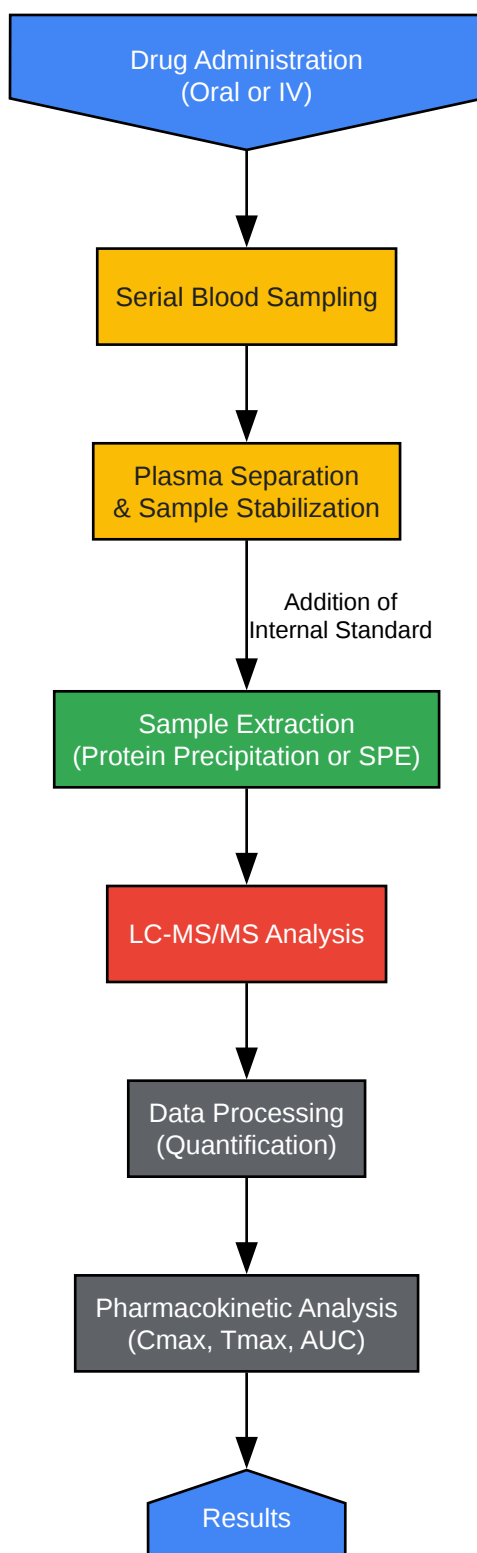 Drug Administration
(Oral or IV)
Serial Blood Sampling
Plasma Separation
& Sample Stabilization
Addition of
Internal Standard
Sample Extraction
(Protein Precipitation or SPE)
LC-MS/MS Analysis
Data Processing
(Quantification)
Pharmacokinetic Analysis
(Cmax, Tmax, AUC)
Results